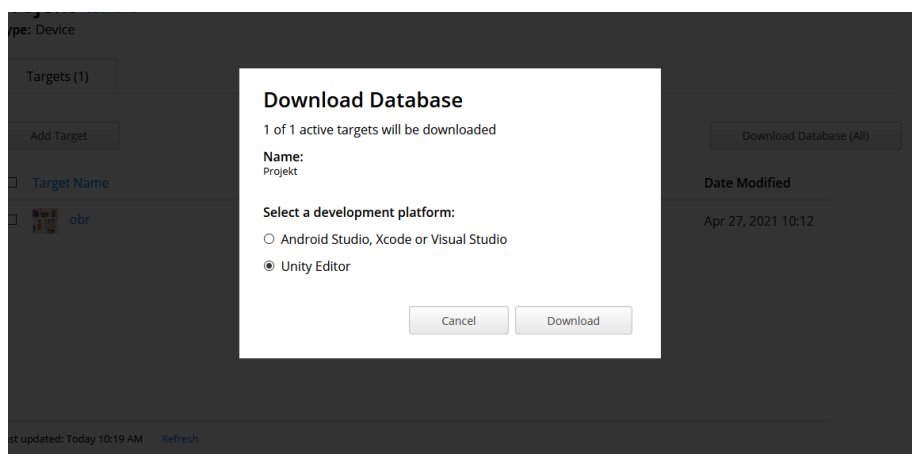 Type: Device
Targets (1)
Add Target
Download Database (All)
Target Name
Date Modified
obr
Apr 27, 2021 10:12
Download Database
1 of 1 active targets will be downloaded
Name:
Projekt
Select a development platform:
Android Studio, Xcode or Visual Studio
Unity Editor
Cancel
Download
Last updated: Today 10:19 AM Refresh